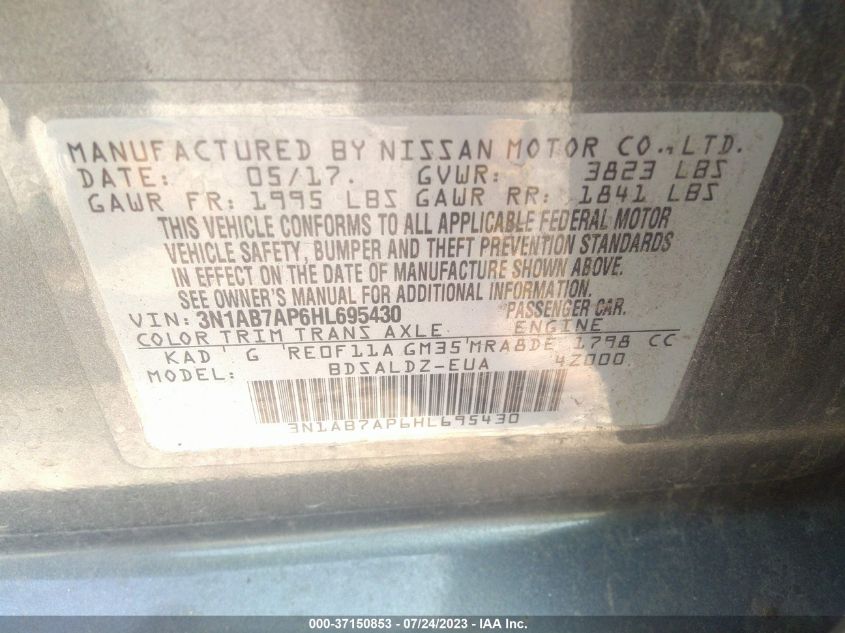 MANUFACTURED BY NISSAN MOTOR CO., LTD.
DATE: 05/17. GVWR: 3823 LBS
GAWR FR: 1995 LBS GAWR RR: 1841 LBS
THIS VEHICLE CONFORMS TO ALL APPLICABLE FEDERAL MOTOR
VEHICLE SAFETY, BUMPER AND THEFT PREVENTION STANDARDS
IN EFFECT ON THE DATE OF MANUFACTURE SHOWN ABOVE.
SEE OWNER'S MANUAL FOR ADDITIONAL INFORMATION.
VIN: 3N1AB7AP6HL695430 PASSENGER CAR.
COLOR TRIM TRANS AXLE ENGINE
KAD G RE0F11A GM35 MRA8DE 1798 CC
MODEL: BDSALDZ-EUA 4Z000
3N1AB7AP6HL695430
000-37150853 - 07/24/2023 - IAA Inc.